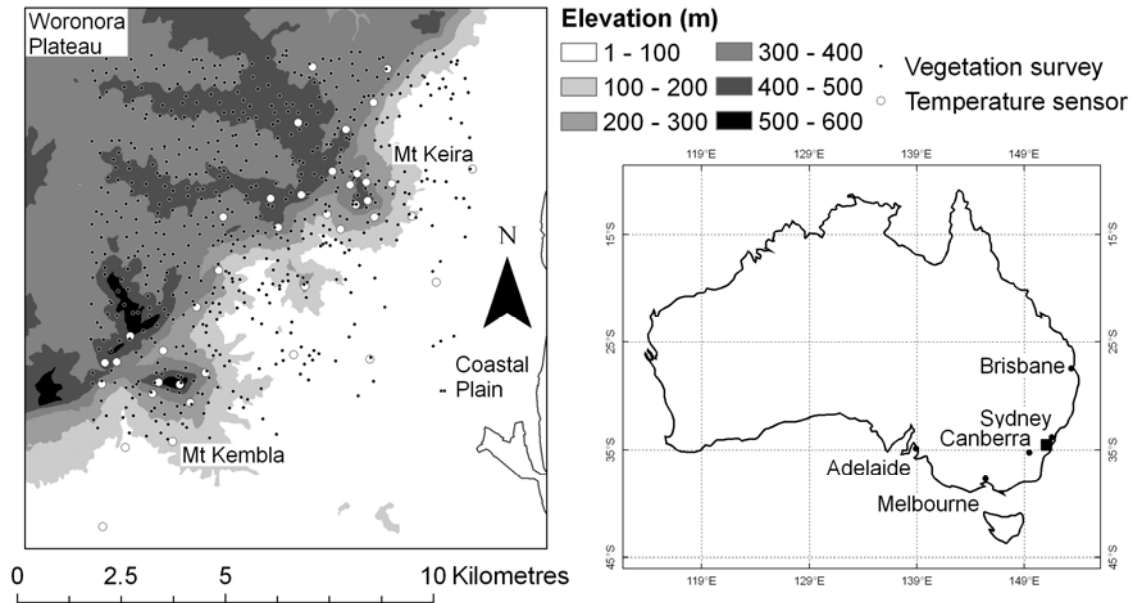 Woronora
Plateau
Mt Keira
N
Coastal
Plain
Mt Kembla
0 2.5 5 10 Kilometres
Elevation (m)
1 - 100
100 - 200
200 - 300
300 - 400
400 - 500
500 - 600
Vegetation survey
Temperature sensor
119°E 129°E 139°E 149°E
15°S 15°S
25°S 25°S
35°S 35°S
45°S 45°S
Brisbane
Sydney
Canberra
Adelaide
Melbourne
119°E 129°E 139°E 149°E